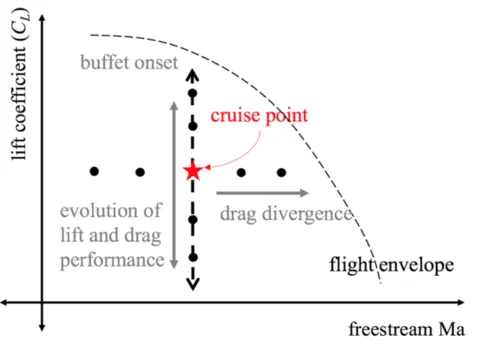 lift coefficient (C_L)
buffet onset
cruise point
evolution of
lift and drag
performance
drag divergence
flight envelope
freestream Ma